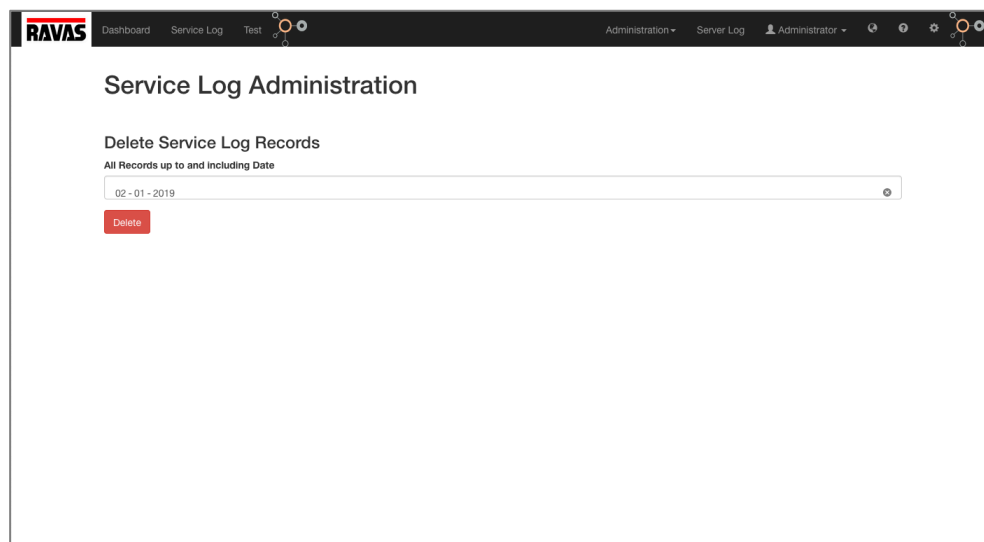 RAVAS Dashboard Service Log Test Administration Server Log Administrator
Service Log Administration
Delete Service Log Records
All Records up to and including Date
02 - 01 - 2019
Delete